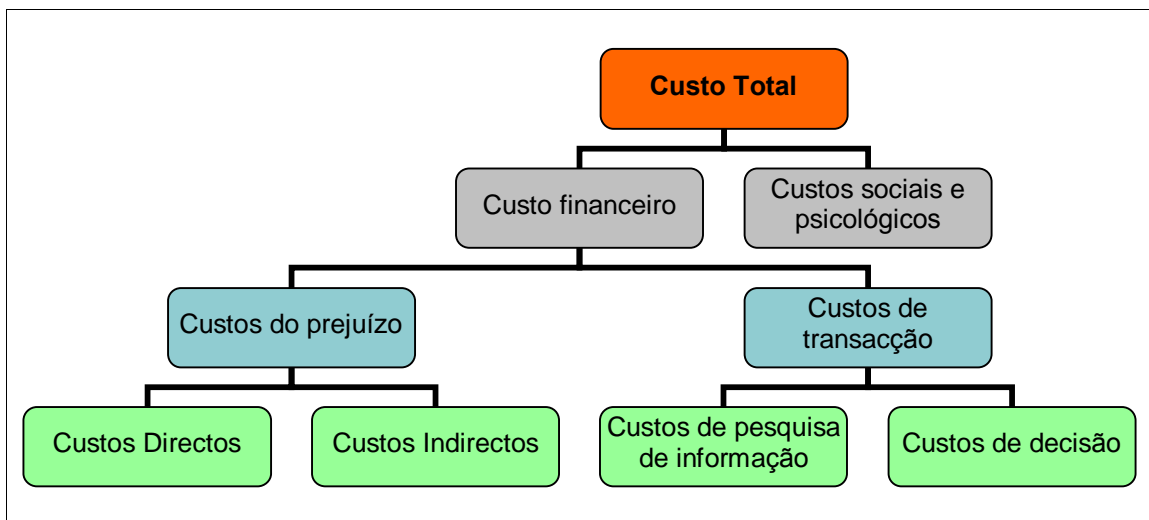 Custo Total
Custo financeiro
Custos sociais e
psicológicos
Custos do prejuízo
Custos de
transacção
Custos Directos
Custos Indirectos
Custos de pesquisa
de informação
Custos de decisão